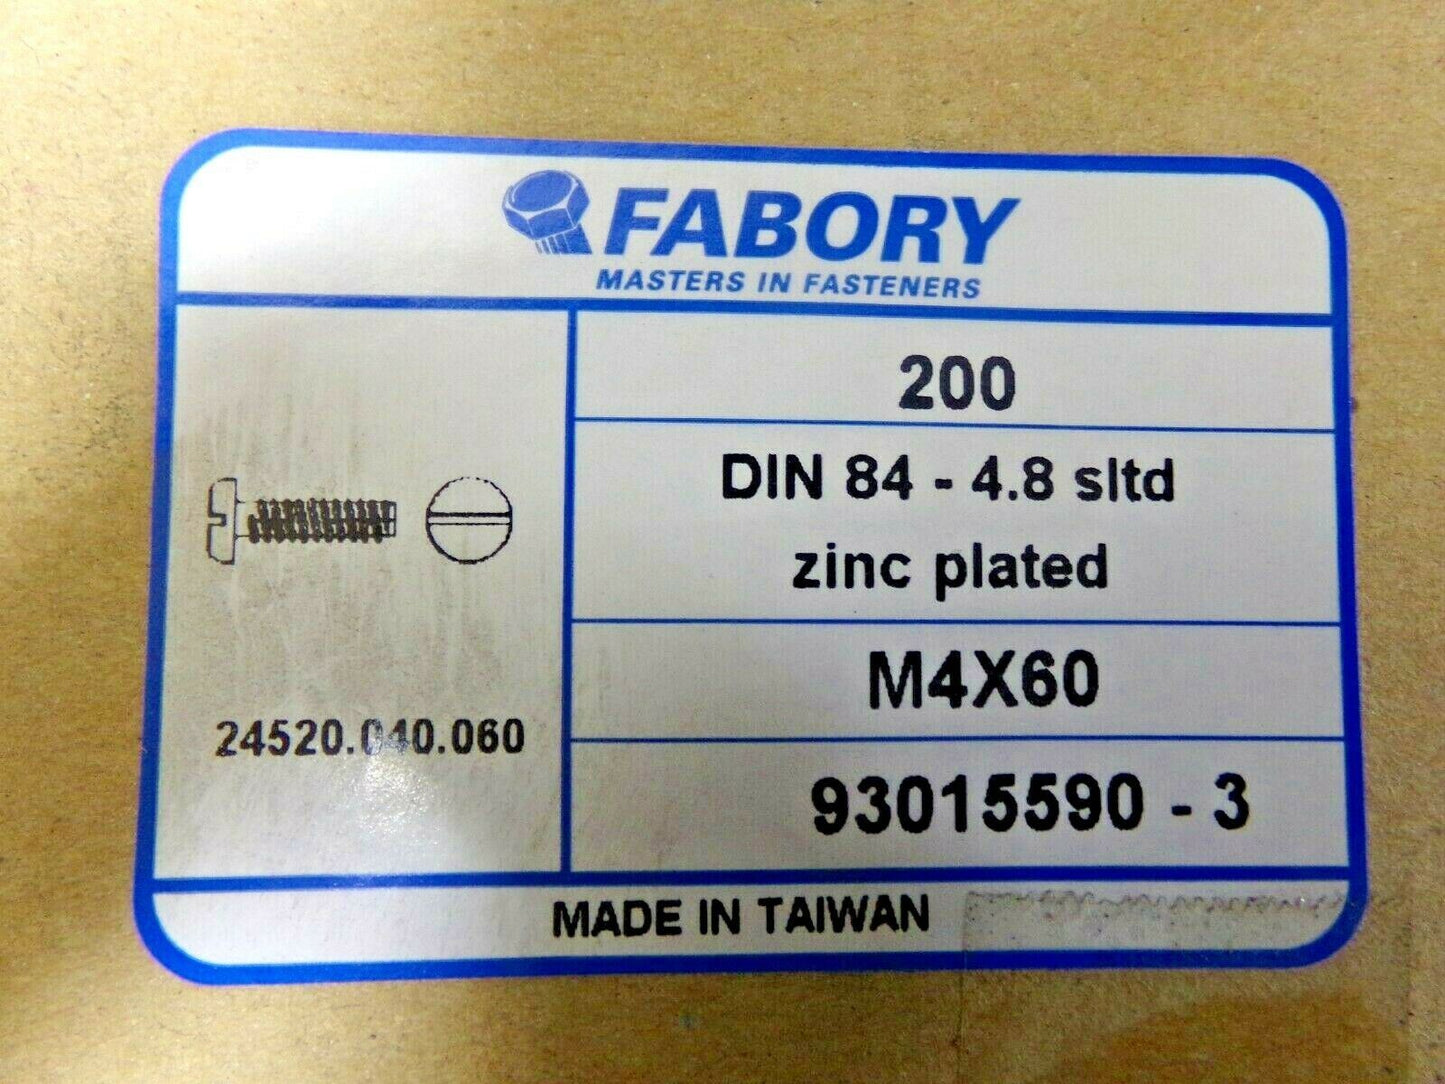 FABORY
MASTERS IN FASTENERS
200
DIN 84 - 4.8 sltd
zinc plated
M4X60
24520.040.060
93015590 - 3
MADE IN TAIWAN